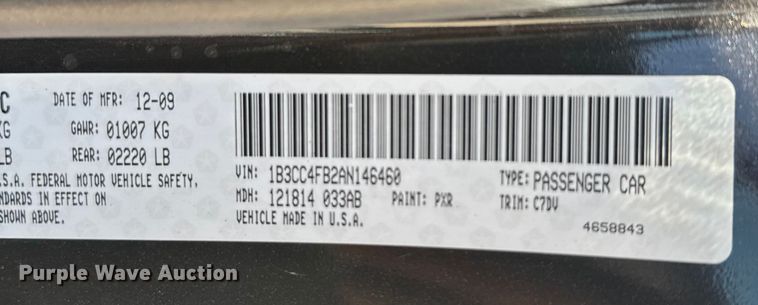 C DATE OF MFR: 12-09
KG GAWR: 01007 KG
LB REAR: 02220 LB
.S.A. FEDERAL MOTOR VEHICLE SAFETY,
NDARDS IN EFFECT ON
SHOWN ABOVE.
VIN: 1B3CC4FB2AN146460 TYPE: PASSENGER CAR
MDH: 121814 033AB PAINT: PXR TRIM: C7DV
VEHICLE MADE IN U.S.A.
4658843
Purple Wave Auction